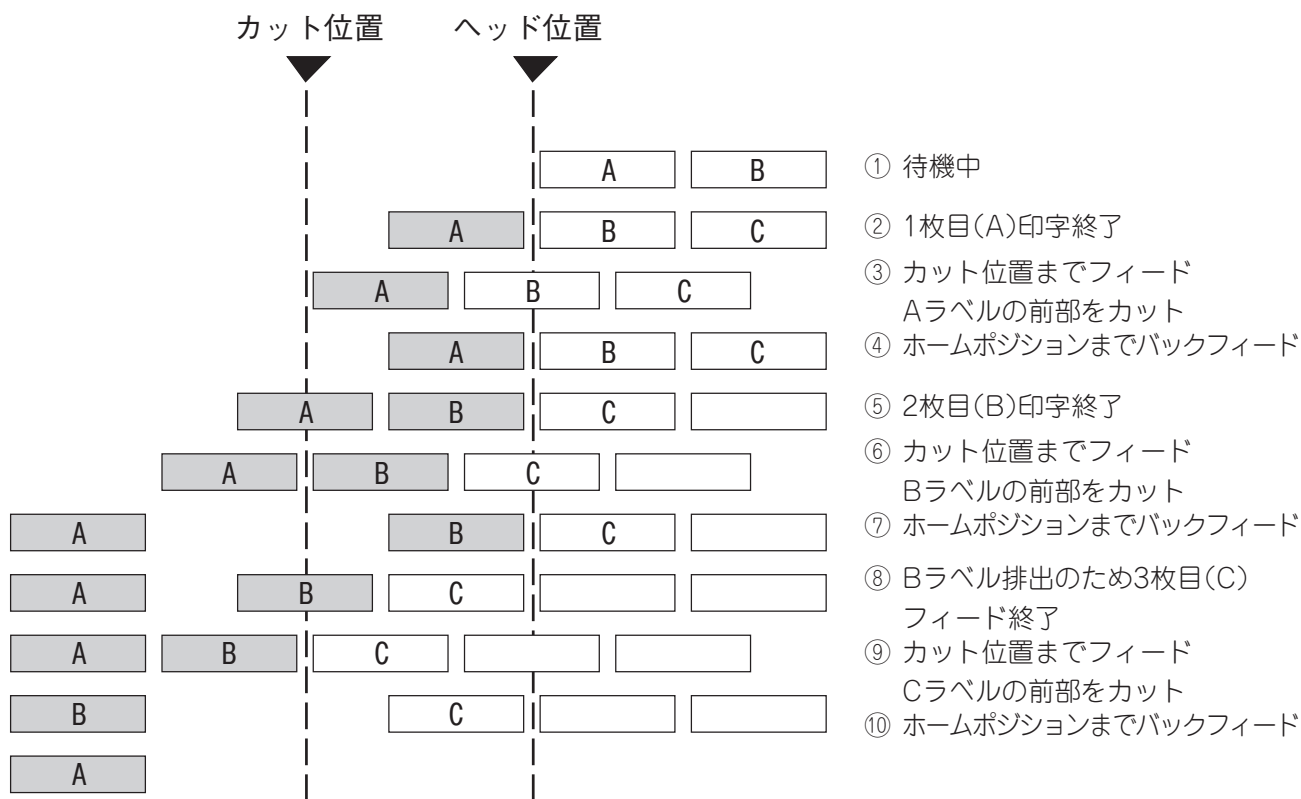 カット位置 ヘッド位置
A B ① 待機中
A B C ② 1枚目(A)印字終了
A B C ③ カット位置までフィード
Aラベルの前部をカット
A B C ④ ホームポジションまでバックフィード
A B C ⑤ 2枚目(B)印字終了
A B C ⑥ カット位置までフィード
Bラベルの前部をカット
A B C ⑦ ホームポジションまでバックフィード
A B C ⑧ Bラベル排出のため3枚目(C)
フィード終了
A B C ⑨ カット位置までフィード
Cラベルの前部をカット
B C ⑩ ホームポジションまでバックフィード
A